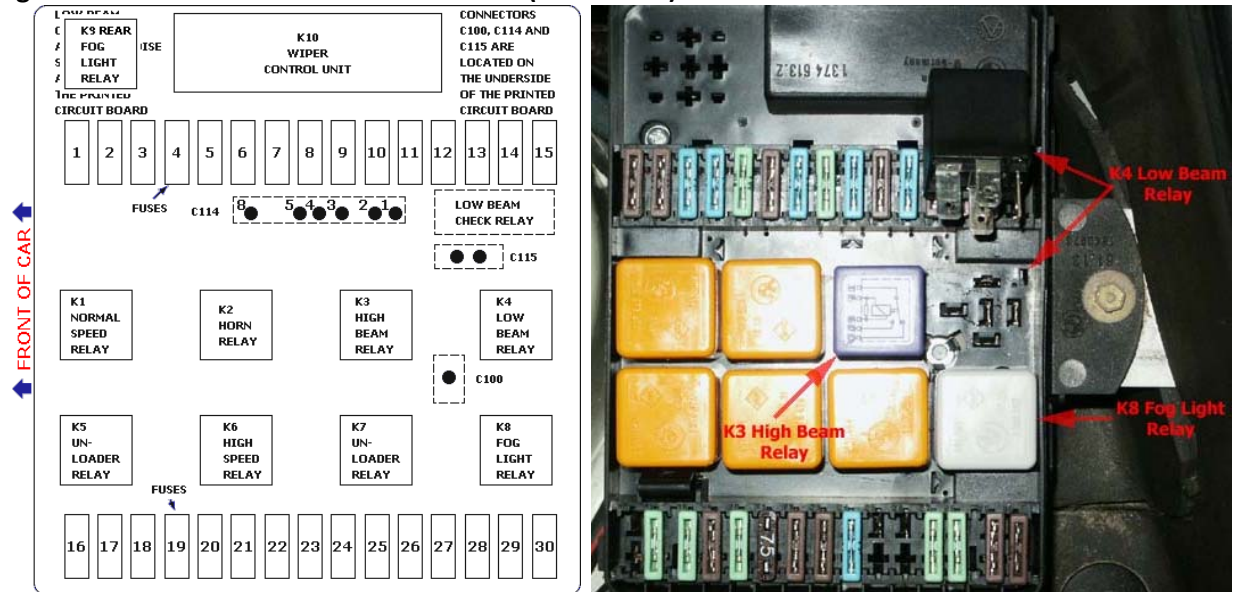 LOW BEAM
K9 REAR
FOG
LIGHT
RELAY
THE PRINTED
CIRCUIT BOARD
K10
WIPER
CONTROL UNIT
CONNECTORS
C100, C114 AND
C115 ARE
LOCATED ON
THE UNDERSIDE
OF THE PRINTED
CIRCUIT BOARD
1 2 3 4 5 6 7 8 9 10 11 12 13 14 15
FUSES
C114
8 5 4 3 2 1
LOW BEAM
CHECK RELAY
C115
FRONT OF CAR
K1
NORMAL
SPEED
RELAY
K2
HORN
RELAY
K3
HIGH
BEAM
RELAY
K4
LOW
BEAM
RELAY
C100
K5
UN-
LOADER
RELAY
K6
HIGH
SPEED
RELAY
K7
UN-
LOADER
RELAY
K8
FOG
LIGHT
RELAY
FUSES
16 17 18 19 20 21 22 23 24 25 26 27 28 29 30
1 374 613.2
K4 Low Beam
Relay
K3 High Beam
Relay
K8 Fog Light
Relay
7.5